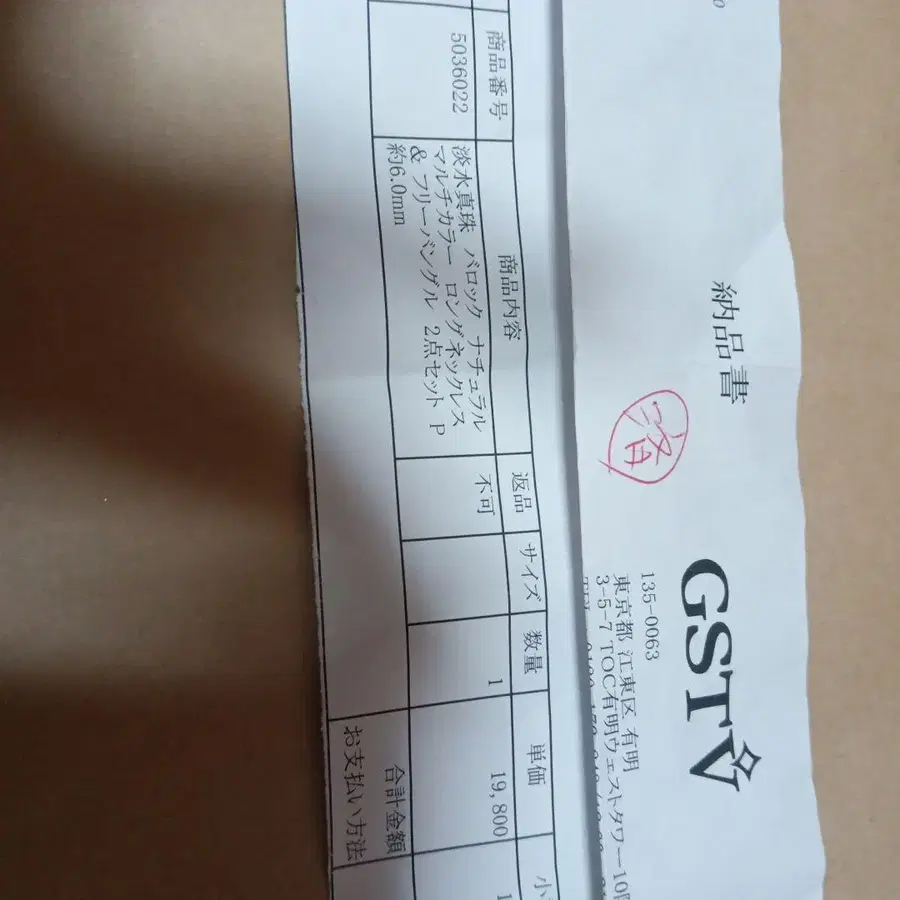 納品書
済
GSTV
135-0063
東京都 江東区 有明
3-5-7 TOC有明ウェストタワー10
商品番号 商品内容 返品 サイズ 数量 単価 小
5036022 淡水真珠 バロック ナチュラル 不可 1 19,800 1
マルチカラー ロングネックレス
& フリーバングル 2点セット P
約6.0mm
合計金額
お支払い方法